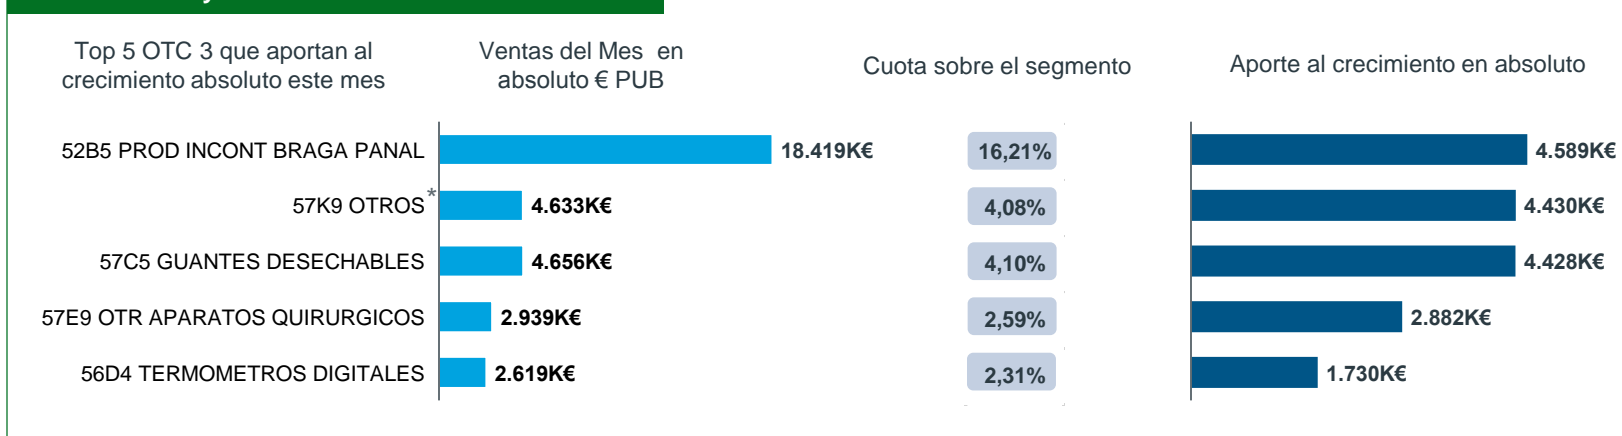 Top 5 OTC 3 que aportan al
crecimiento absoluto este mes
Ventas del Mes en
absoluto € PUB
Cuota sobre el segmento
Aporte al crecimiento en absoluto
52B5 PROD INCONT BRAGA PANAL 18.419K€ 16,21% 4.589K€
57K9 OTROS* 4.633K€ 4,08% 4.430K€
57C5 GUANTES DESECHABLES 4.656K€ 4,10% 4.428K€
57E9 OTR APARATOS QUIRURGICOS 2.939K€ 2,59% 2.882K€
56D4 TERMOMETROS DIGITALES 2.619K€ 2,31% 1.730K€